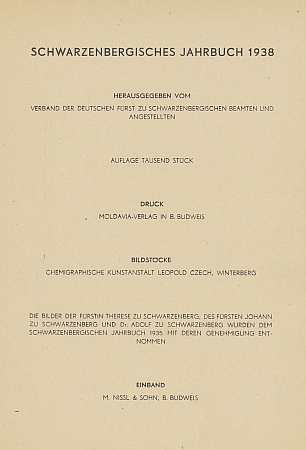 SCHWARZENBERGISCHES JAHRBUCH 1938
HERAUSGEGEBEN VOM
VERBAND DER DEUTSCHEN FÜRST ZU SCHWARZENBERGISCHEN BEAMTEN UND
ANGESTELLTEN
AUFLAGE TAUSEND STÜCK
DRUCK
MOLDAVIA-VERLAG IN B. BUDWEIS
BILDSTÖCKE
CHEMIGRAPHISCHE KUNSTANSTALT LEOPOLD CZECH, WINTERBERG
DIE BILDER DER FÜRSTIN THERESE ZU SCHWARZENBERG, DES FÜRSTEN JOHANN
ZU SCHWARZENBERG UND Dr. ADOLF ZU SCHWARZENBERG WURDEN DEM
SCHWARZENBERGISCHEN JAHRBUCH 1935 MIT DEREN GENEHMIGUNG ENT-
NOMMEN
EINBAND
M. NISSL & SOHN, B. BUDWEIS